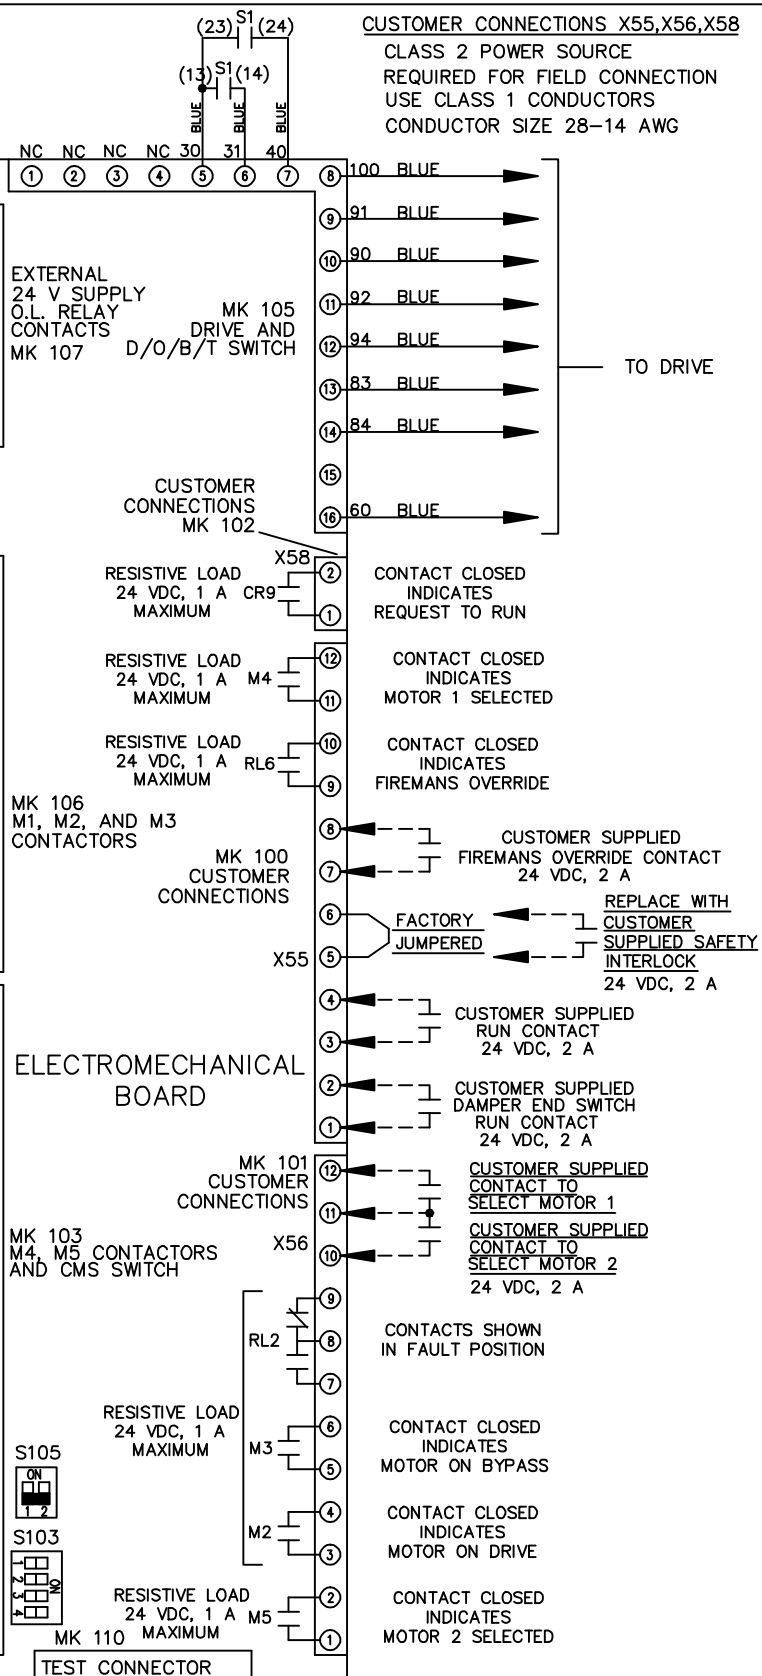 CUSTOMER CONNECTIONS X55,X56,X58
CLASS 2 POWER SOURCE
REQUIRED FOR FIELD CONNECTION
USE CLASS 1 CONDUCTORS
CONDUCTOR SIZE 28-14 AWG
(23) S1 (24)
(13) S1 (14)
BLUE BLUE BLUE
NC NC NC NC 30 31 40
1 2 3 4 5 6 7
8 100 BLUE
9 91 BLUE
10 90 BLUE
11 92 BLUE
12 94 BLUE
13 83 BLUE
14 84 BLUE
15
16 60 BLUE
TO DRIVE
EXTERNAL
24 V SUPPLY
O.L. RELAY
CONTACTS
MK 107
MK 105
DRIVE AND
D/O/B/T SWITCH
CUSTOMER
CONNECTIONS
MK 102
X58
RESISTIVE LOAD
24 VDC, 1 A
MAXIMUM
CR9
2
1
CONTACT CLOSED
INDICATES
REQUEST TO RUN
RESISTIVE LOAD
24 VDC, 1 A
MAXIMUM
M4
12
11
CONTACT CLOSED
INDICATES
MOTOR 1 SELECTED
RESISTIVE LOAD
24 VDC, 1 A
MAXIMUM
RL6
10
9
CONTACT CLOSED
INDICATES
FIREMANS OVERRIDE
MK 106
M1, M2, AND M3
CONTACTORS
MK 100
CUSTOMER
CONNECTIONS
8
7
CUSTOMER SUPPLIED
FIREMANS OVERRIDE CONTACT
24 VDC, 2 A
X55
6
5
FACTORY
JUMPERED
REPLACE WITH
CUSTOMER
SUPPLIED SAFETY
INTERLOCK
24 VDC, 2 A
4
3
CUSTOMER SUPPLIED
RUN CONTACT
24 VDC, 2 A
ELECTROMECHANICAL
BOARD
2
1
CUSTOMER SUPPLIED
DAMPER END SWITCH
RUN CONTACT
24 VDC, 2 A
MK 101
CUSTOMER
CONNECTIONS
X56
12
11
10
CUSTOMER SUPPLIED
CONTACT TO
SELECT MOTOR 1
CUSTOMER SUPPLIED
CONTACT TO
SELECT MOTOR 2
24 VDC, 2 A
MK 103
M4, M5 CONTACTORS
AND CMS SWITCH
RL2
9
8
7
CONTACTS SHOWN
IN FAULT POSITION
RESISTIVE LOAD
24 VDC, 1 A
MAXIMUM
M3
6
5
CONTACT CLOSED
INDICATES
MOTOR ON BYPASS
M2
4
3
CONTACT CLOSED
INDICATES
MOTOR ON DRIVE
S105
ON
1 2
S103
1
2
3
4
ON
RESISTIVE LOAD
24 VDC, 1 A
MAXIMUM
M5
2
1
CONTACT CLOSED
INDICATES
MOTOR 2 SELECTED
MK 110
TEST CONNECTOR